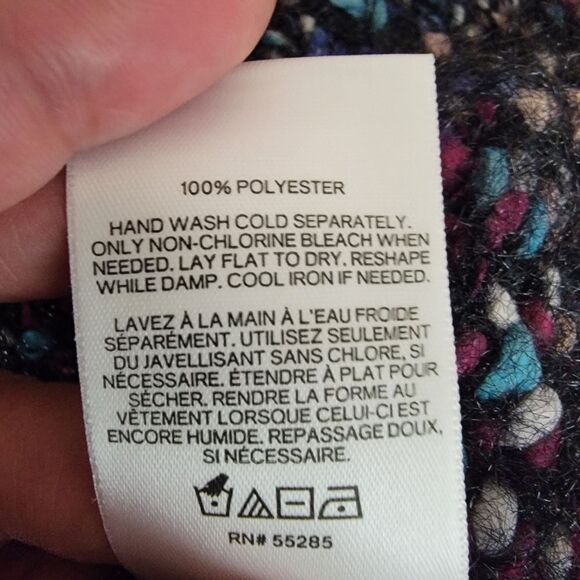 100% POLYESTER
HAND WASH COLD SEPARATELY.
ONLY NON-CHLORINE BLEACH WHEN
NEEDED. LAY FLAT TO DRY. RESHAPE
WHILE DAMP. COOL IRON IF NEEDED.
LAVEZ À LA MAIN À L'EAU FROIDE
SÉPARÉMENT. UTILISEZ SEULEMENT
DU JAVELLISANT SANS CHLORE, SI
NÉCESSAIRE. ÉTENDRE À PLAT POUR
SÉCHER. RENDRE LA FORME AU
VÊTEMENT LORSQUE CELUI-CI EST
ENCORE HUMIDE. REPASSAGE DOUX,
SI NÉCESSAIRE.
RN# 55285